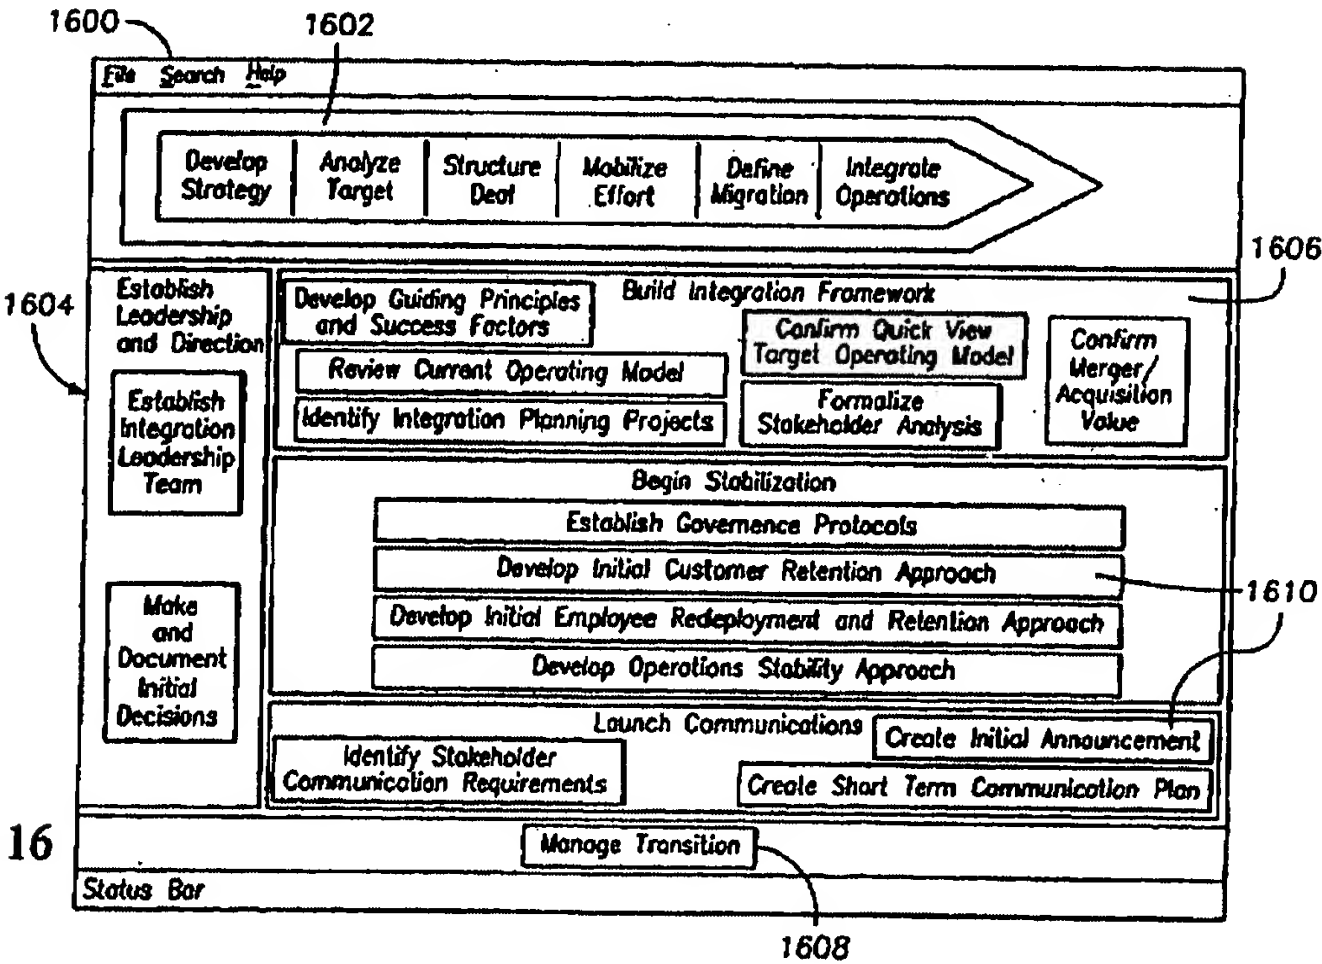 1600
1602
File Search Help
Develop
Strategy
Analyze
Target
Structure
Deal
Mobilize
Effort
Define
Migration
Integrate
Operations
1606
1604
Establish
Leadership
and Direction
Establish
Integration
Leadership
Team
Make
and
Document
Initial
Decisions
Build Integration Framework
Develop Guiding Principles
and Success Factors
Review Current Operating Model
Identify Integration Planning Projects
Confirm Quick View
Target Operating Model
Formalize
Stakeholder Analysis
Confirm
Merger/
Acquisition
Value
Begin Stabilization
Establish Governence Protocols
Develop Initial Customer Retention Approach
Develop Initial Employee Redeployment and Retention Approach
Develop Operations Stability Approach
1610
Launch Communications
Identify Stakeholder
Communication Requirements
Create Initial Announcement
Create Short Term Communication Plan
16
Manage Transition
Status Bar
1608